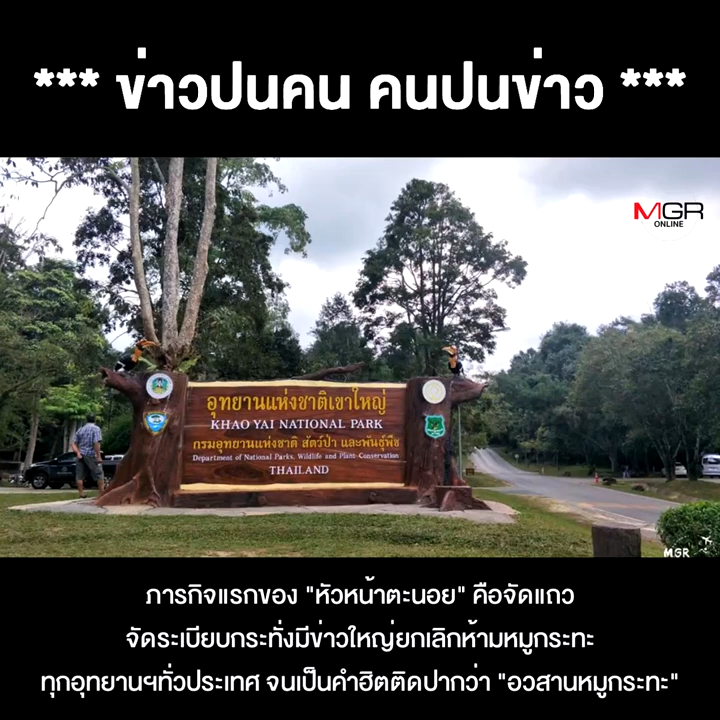 *** ข่าวปนคน คนปนข่าว ***
MGR
ONLINE
อุทยานแห่งชาติเขาใหญ่
KHAO YAI NATIONAL PARK
กรมอุทยานแห่งชาติ สัตว์ป่า และพันธุ์พืช
Department of National Parks, Wildlife and Plant Conservation
THAILAND
MGR
ภารกิจแรกของ "หัวหน้าตะนอย" คือจัดแถว
จัดระเบียบกระทั่งมีข่าวใหญ่ยกเลิกห้ามหมูกระทะ
ทุกอุทยานฯทั่วประเทศ จนเป็นคำฮิตติดปากว่า "อวสานหมูกระทะ"